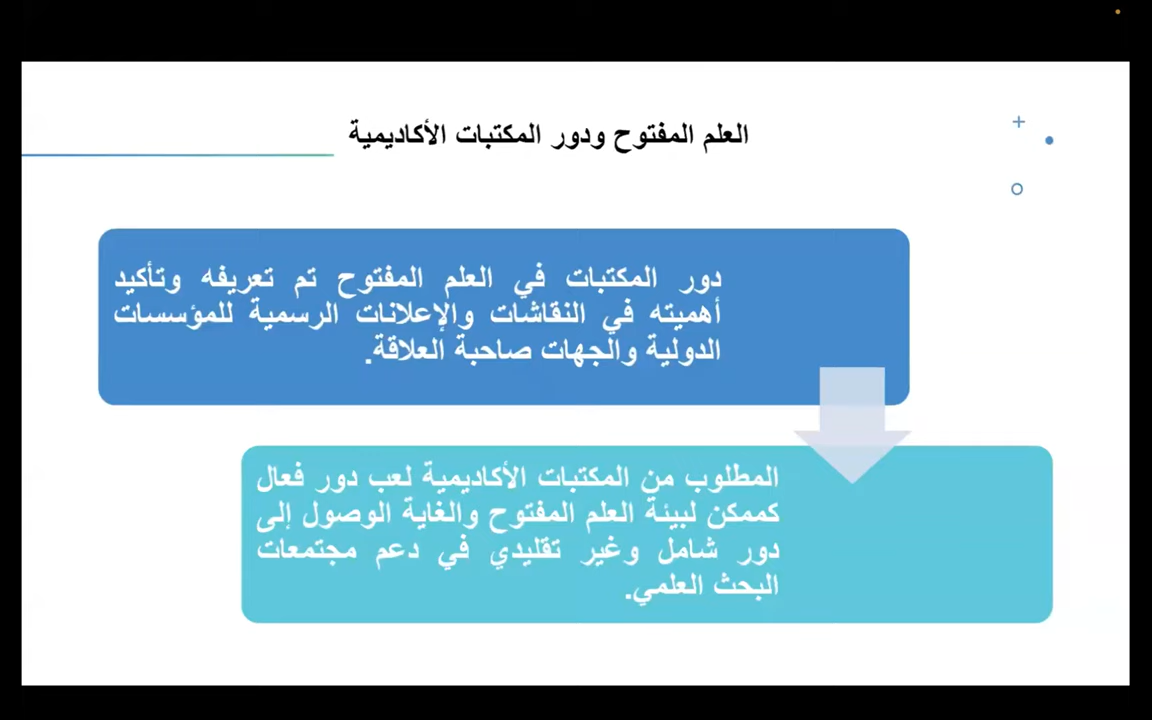 العلم المفتوح ودور المكتبات الأكاديمية
دور المكتبات في العلم المفتوح تم تعريفه وتأكيد
أهميته في النقاشات والإعلانات الرسمية للمؤسسات
الدولية والجهات صاحبة العلاقة.
المطلوب من المكتبات الأكاديمية لعب دور فعال
كممكن لبيئة العلم المفتوح والغاية الوصول إلى
دور شامل وغير تقليدي في دعم مجتمعات
البحث العلمي.